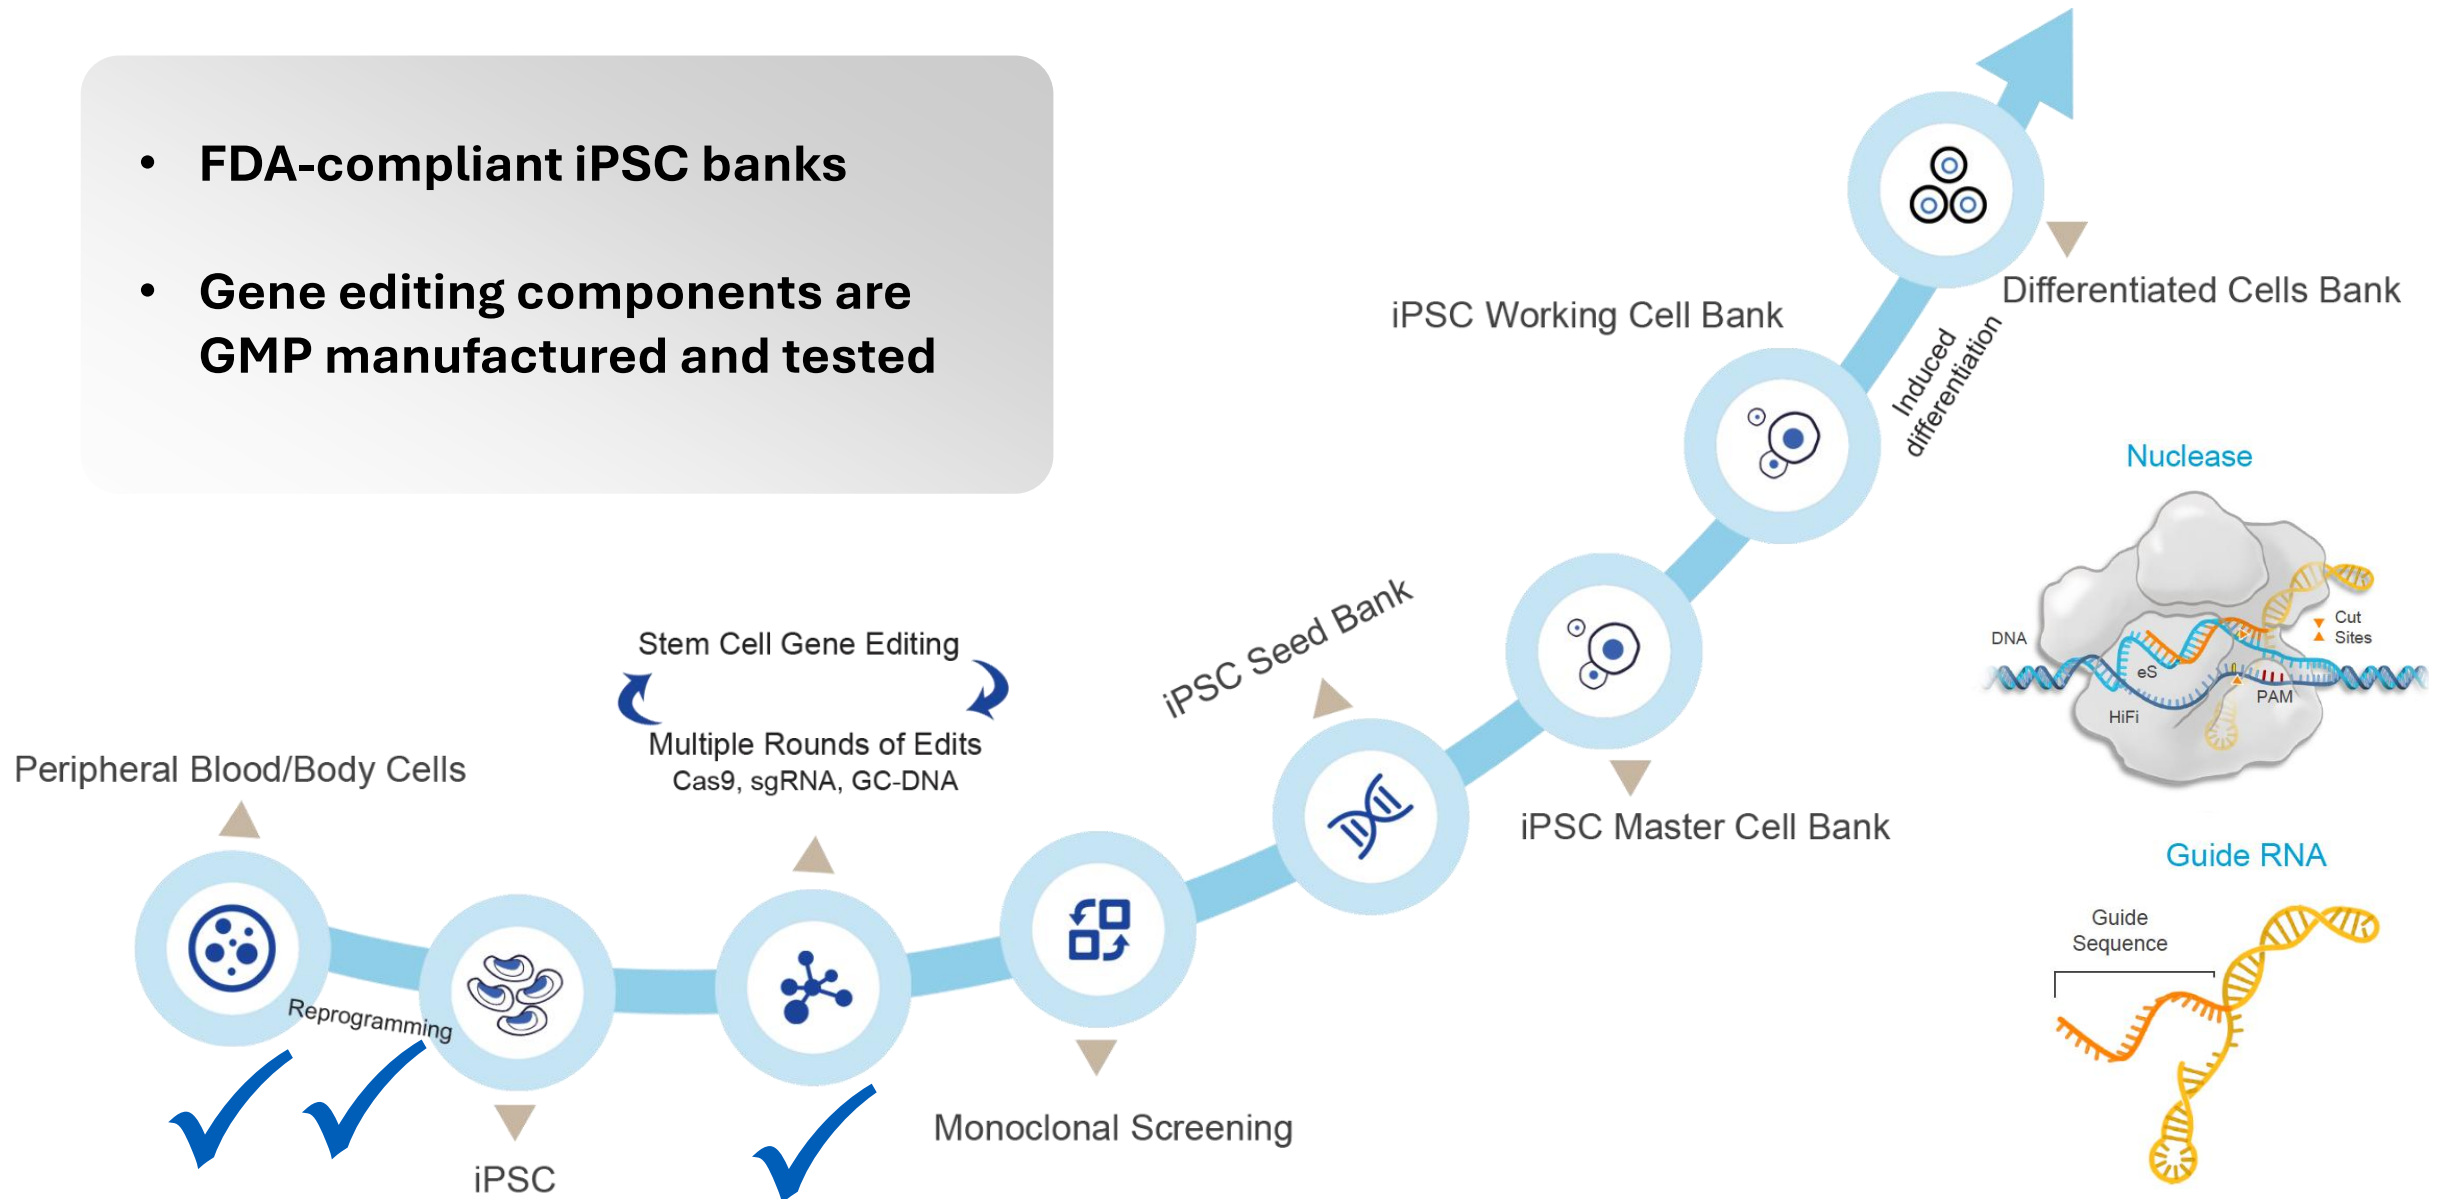 • FDA-compliant iPSC banks
• Gene editing components are
GMP manufactured and tested
Peripheral Blood/Body Cells
Reprogramming
iPSC
Stem Cell Gene Editing
Multiple Rounds of Edits
Cas9, sgRNA, GC-DNA
Monoclonal Screening
iPSC Seed Bank
iPSC Master Cell Bank
iPSC Working Cell Bank
Induced
differentiation
Differentiated Cells Bank
Nuclease
DNA
Cut
Sites
eS
PAM
HiFi
Guide RNA
Guide
Sequence